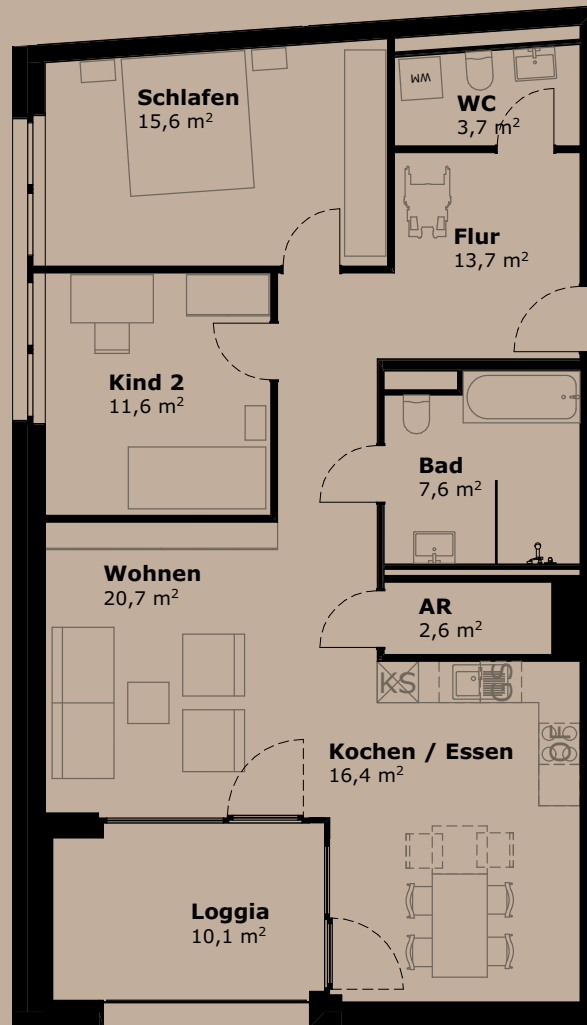 Schlafen
15,6 m²
WM
WC
3,7 m²
Flur
13,7 m²
Kind 2
11,6 m²
Bad
7,6 m²
Wohnen
20,7 m²
AR
2,6 m²
KS
Kochen / Essen
16,4 m²
Loggia
10,1 m²